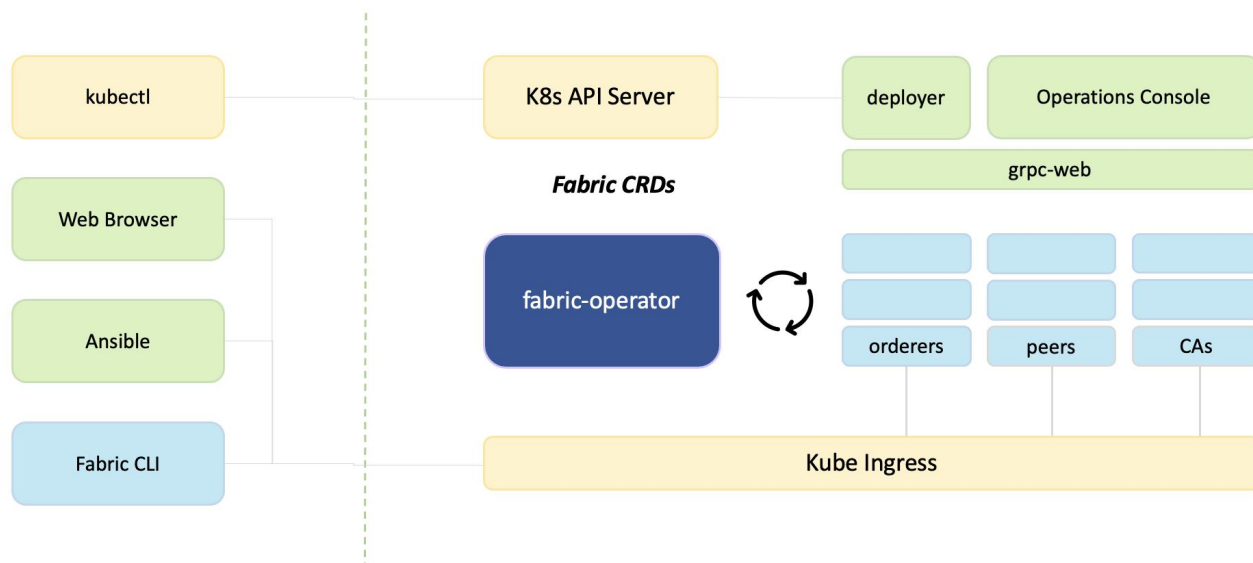 kubectl
K8s API Server
deployer
Operations Console
grpc-web
Fabric CRDs
Web Browser
fabric-operator
Ansible
orderers
peers
CAs
Fabric CLI
Kube Ingress